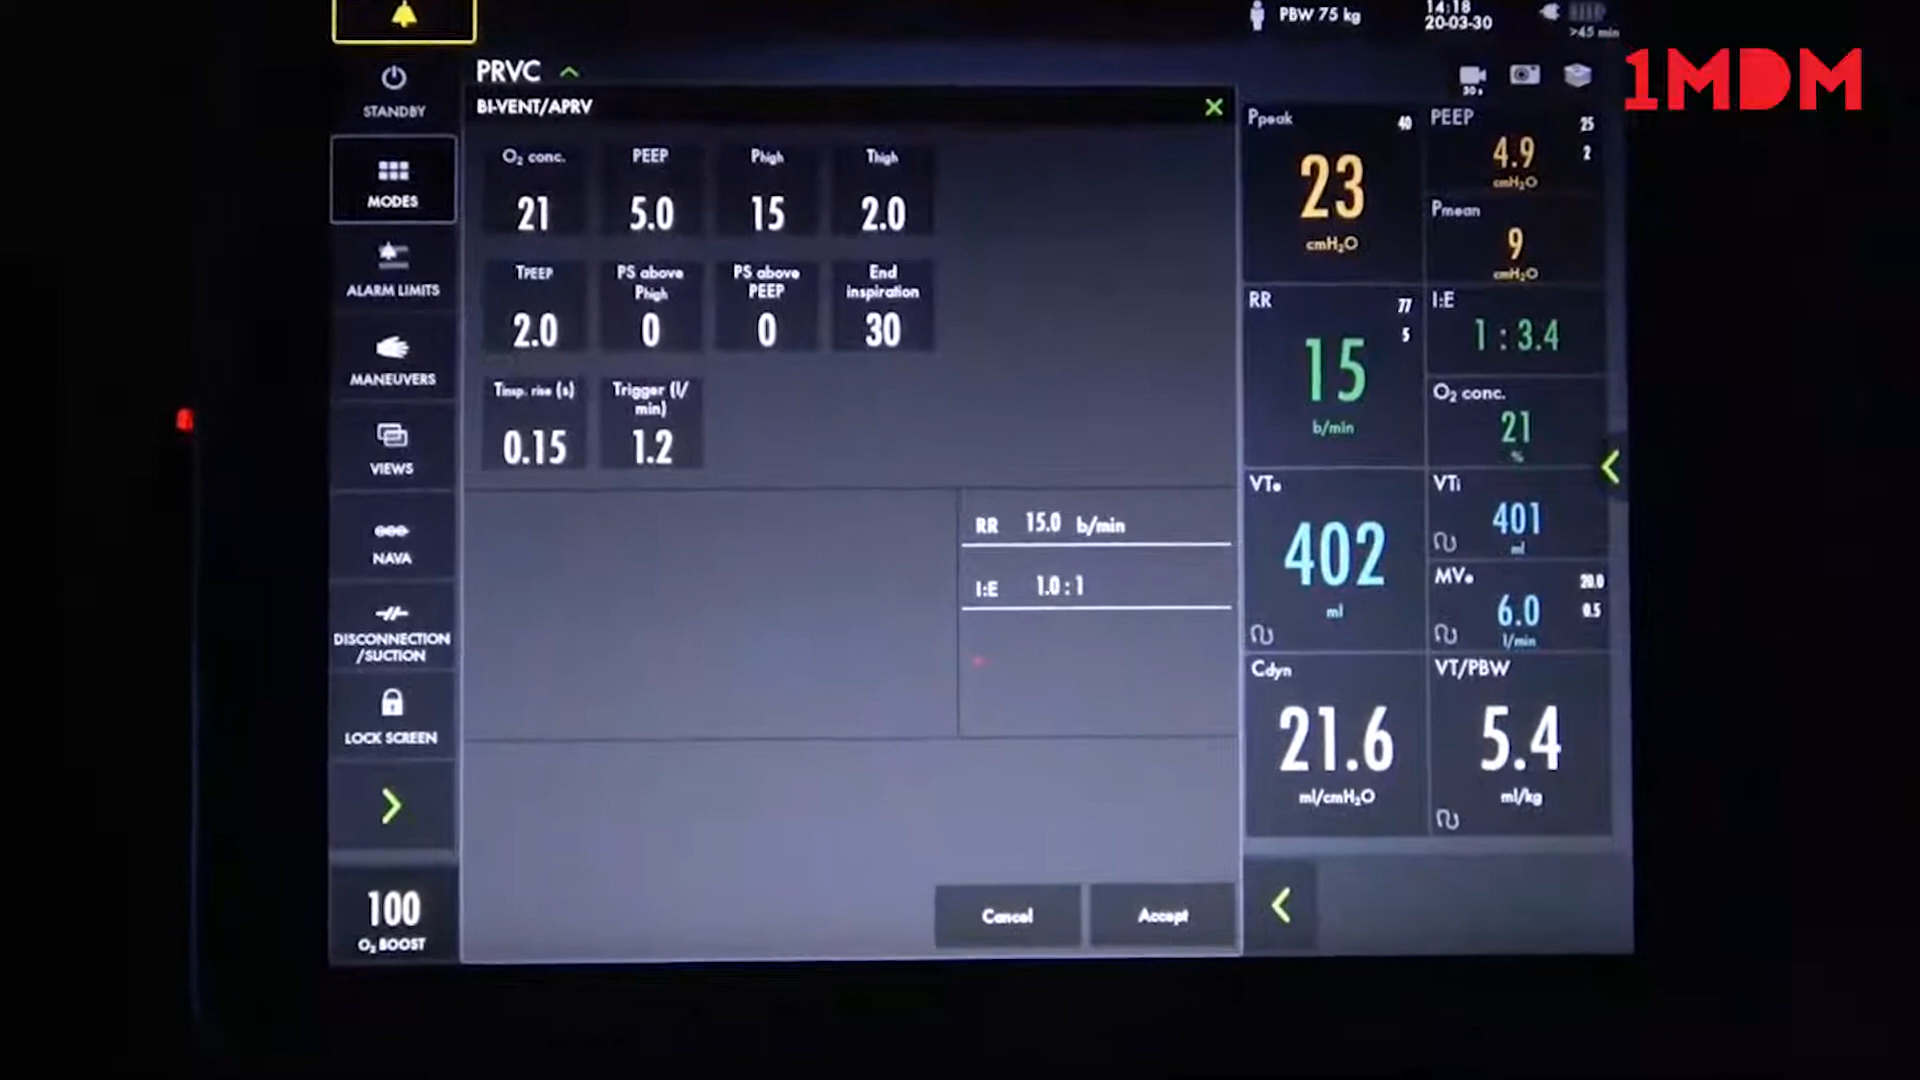 PBW 75 kg
14:18
20-03-30
>45 min
1MDM
STANDBY
MODES
ALARM LIMITS
MANEUVERS
VIEWS
NAVA
DISCONNECTION
/SUCTION
LOCK SCREEN
100
O₂ BOOST
PRVC
BI-VENT/APRV
O₂ conc.
21
PEEP
5.0
Phigh
15
Thigh
2.0
TPEEP
2.0
PS above
Phigh
0
PS above
PEEP
0
End
inspiration
30
Tinsp. rise (s)
0.15
Trigger (l/
min)
1.2
RR 15.0 b/min
I:E 1.0 : 1
Cancel
Accept
30 s
Ppeak
40
23
cmH₂O
PEEP
25
2
4.9
cmH₂O
Pmean
9
cmH₂O
RR
77
5
15
b/min
I:E
1 : 3.4
O₂ conc.
21
%
VTe
402
ml
VTi
401
ml
MVe
20.0
0.5
6.0
l/min
Cdyn
21.6
ml/cmH₂O
VT/PBW
5.4
ml/kg